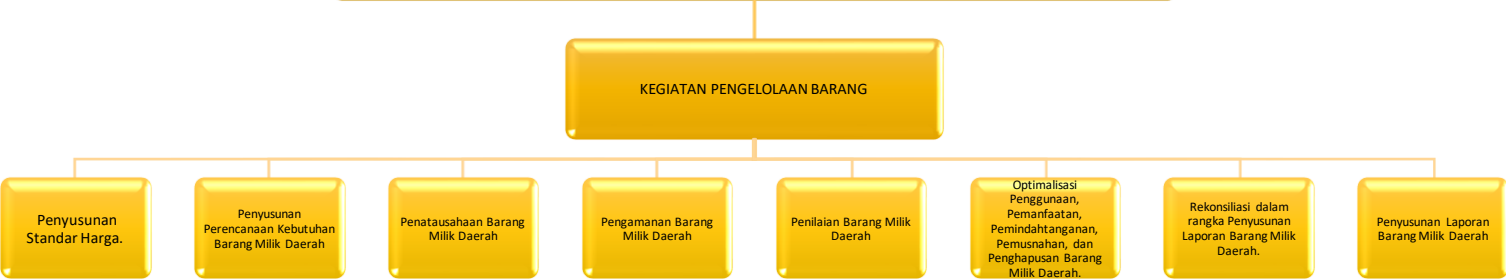 KEGIATAN PENGELOLAAN BARANG
Penyusunan
Standar Harga.
Penyusunan
Perencanaan Kebutuhan
Barang Milik Daerah
Penatausahaan Barang
Milik Daerah
Pengamanan Barang
Milik Daerah
Penilaian Barang Milik
Daerah
Optimalisasi
Penggunaan,
Pemanfaatan,
Pemindahtanganan,
Pemusnahan, dan
Penghapusan Barang
Milik Daerah.
Rekonsiliasi dalam
rangka Penyusunan
Laporan Barang Milik
Daerah.
Penyusunan Laporan
Barang Milik Daerah